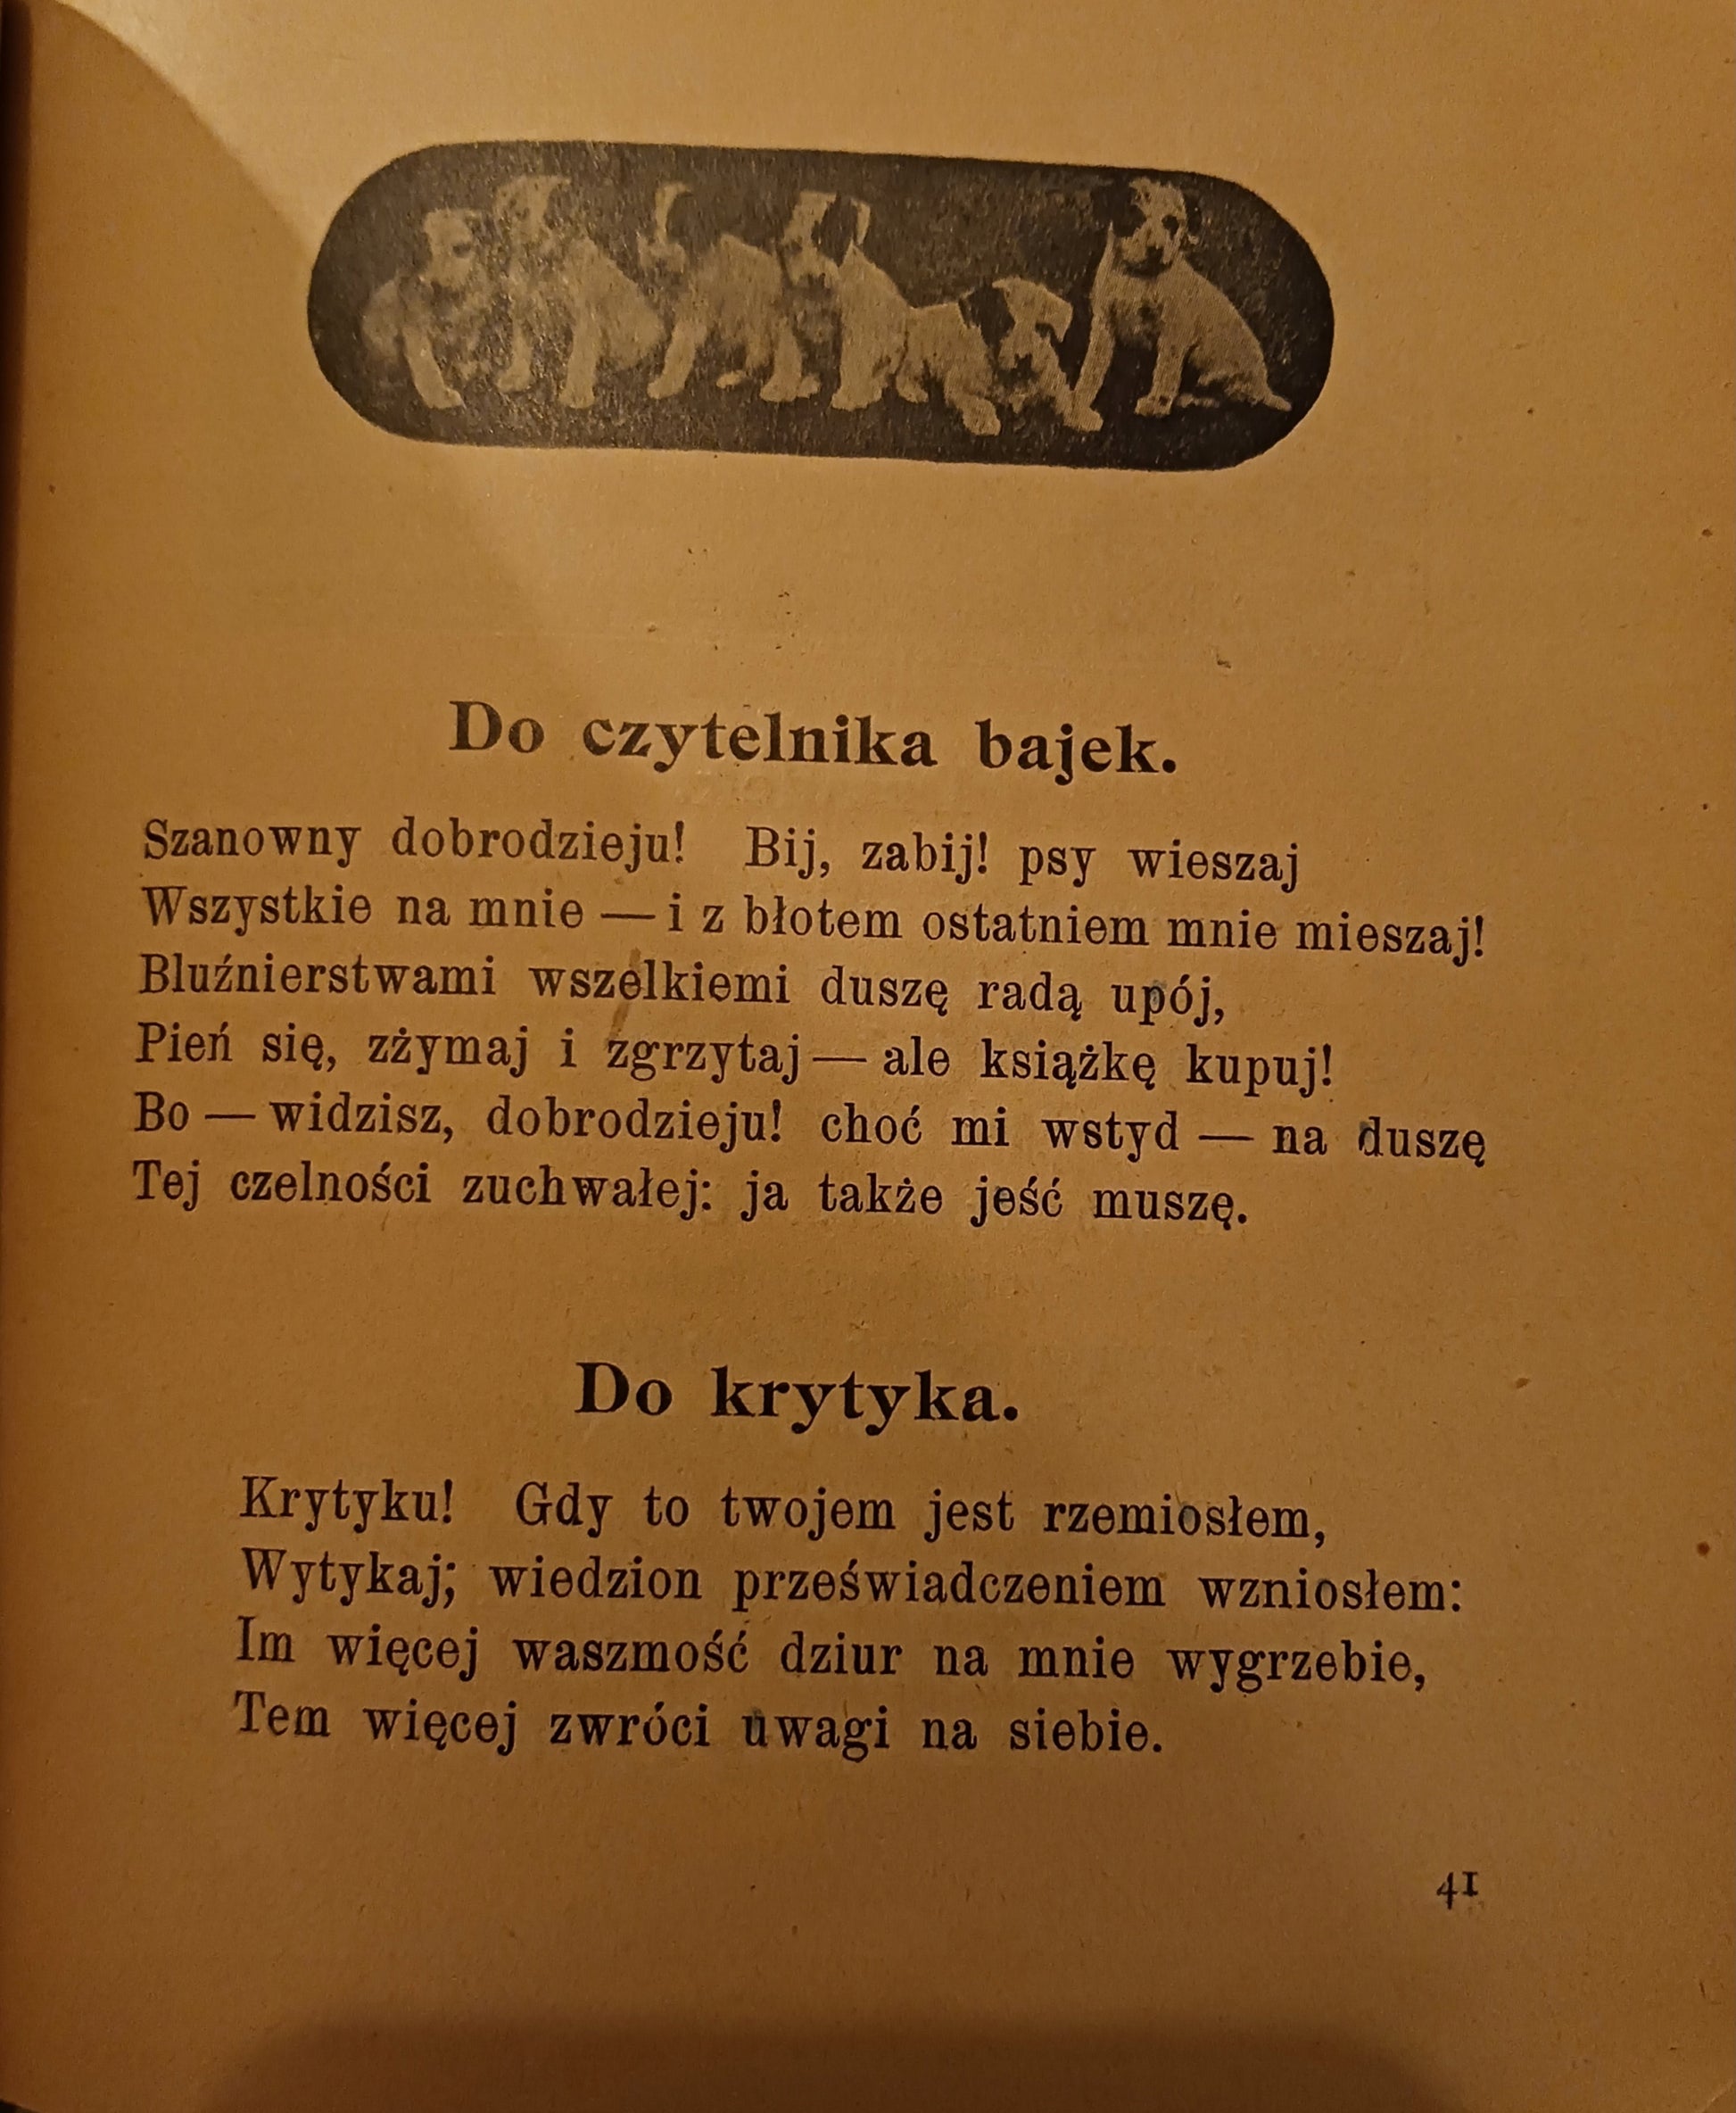 Do czytelnika bajek.
Szanowny dobrodzieju! Bij, zabij! psy wieszaj
Wszystkie na mnie — i z błotem ostatniem mnie mieszaj!
Bluźnierstwami wszelkiemi duszę radą upój,
Pień się, zżymaj i zgrzytaj — ale książkę kupuj!
Bo — widzisz, dobrodzieju! choć mi wstyd — na duszę
Tej czelności zuchwałej: ja także jeść muszę.
Do krytyka.
Krytyku! Gdy to twojem jest rzemiosłem,
Wytykaj; wiedzion przeświadczeniem wzniosłem:
Im więcej waszmość dziur na mnie wygrzebie,
Tem więcej zwróci uwagi na siebie.
41